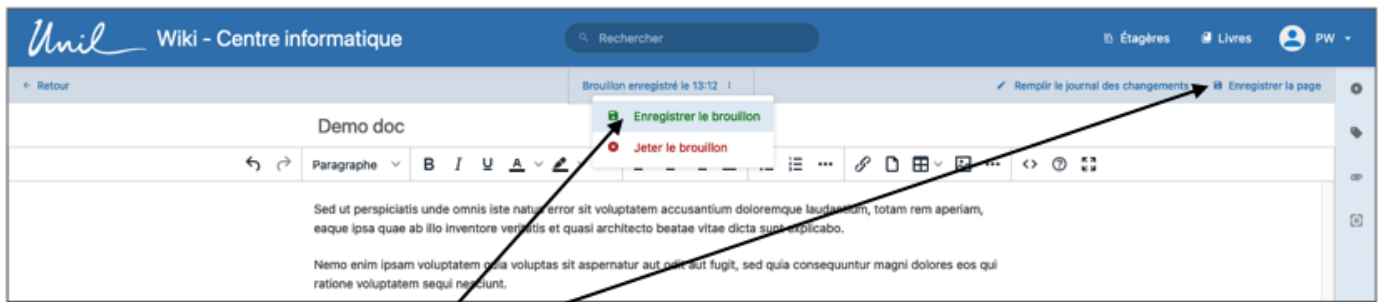 Unil Wiki - Centre informatique Rechercher Étagères Livres PW
Retour Brouillon enregistré le 13:12 Remplir le journal des changements Enregistrer la page
Enregistrer le brouillon
Demo doc
Jeter le brouillon
Paragraphe B I U A
Sed ut perspiciatis unde omnis iste natus error sit voluptatem accusantium doloremque laudantium, totam rem aperiam,
eaque ipsa quae ab illo inventore veritatis et quasi architecto beatae vitae dicta sunt explicabo.
Nemo enim ipsam voluptatem quia voluptas sit aspernatur aut odit aut fugit, sed quia consequuntur magni dolores eos qui
ratione voluptatem sequi nesciunt.